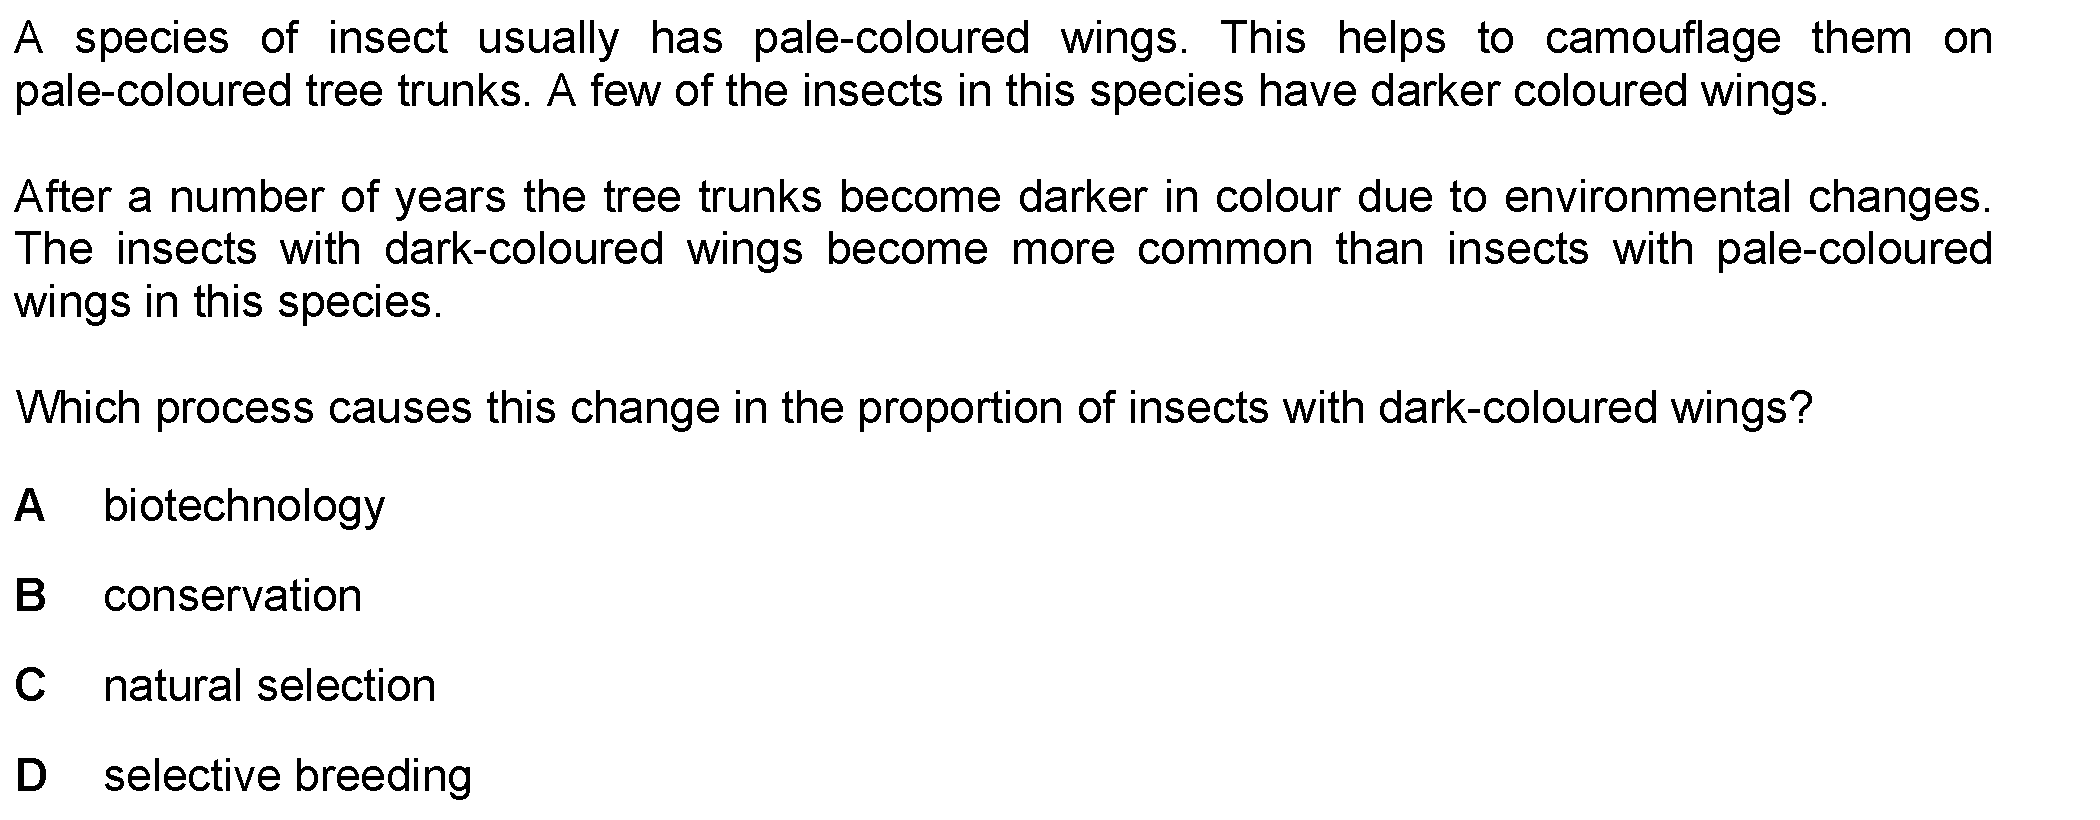 A species of insect usually has pale-coloured wings. This helps to camouflage them on
pale-coloured tree trunks. A few of the insects in this species have darker coloured wings.
After a number of years the tree trunks become darker in colour due to environmental changes.
The insects with dark-coloured wings become more common than insects with pale-coloured
wings in this species.
Which process causes this change in the proportion of insects with dark-coloured wings?
A biotechnology
B conservation
C natural selection
D selective breeding